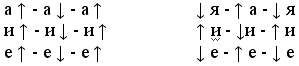 а ↑ - а ↓ - а ↑ ↓ я - ↑ а - ↓ я
и ↑ - и ↓ - и ↑ ↑ и - ↓ и - ↑ и
е ↑ - е ↓ - е ↑ ↓ е - ↑ е - ↓ е